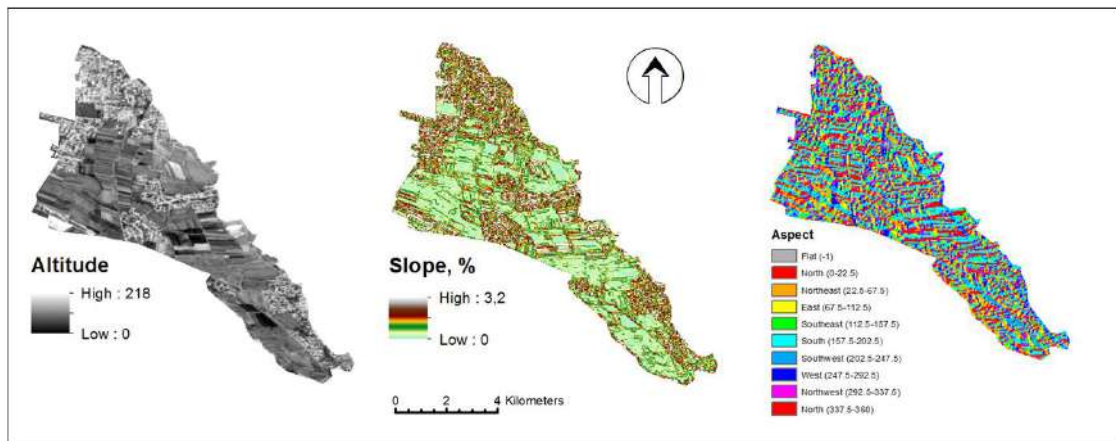 Altitude
High : 218
Low : 0
Slope, %
High : 3,2
Low : 0
0 2 4 Kilometers
Aspect
Flat (-1)
North (0-22.5)
Northeast (22.5-67.5)
East (67.5-112.5)
Southeast (112.5-157.5)
South (157.5-202.5)
Southwest (202.5-247.5)
West (247.5-292.5)
Northwest (292.5-337.5)
North (337.5-360)